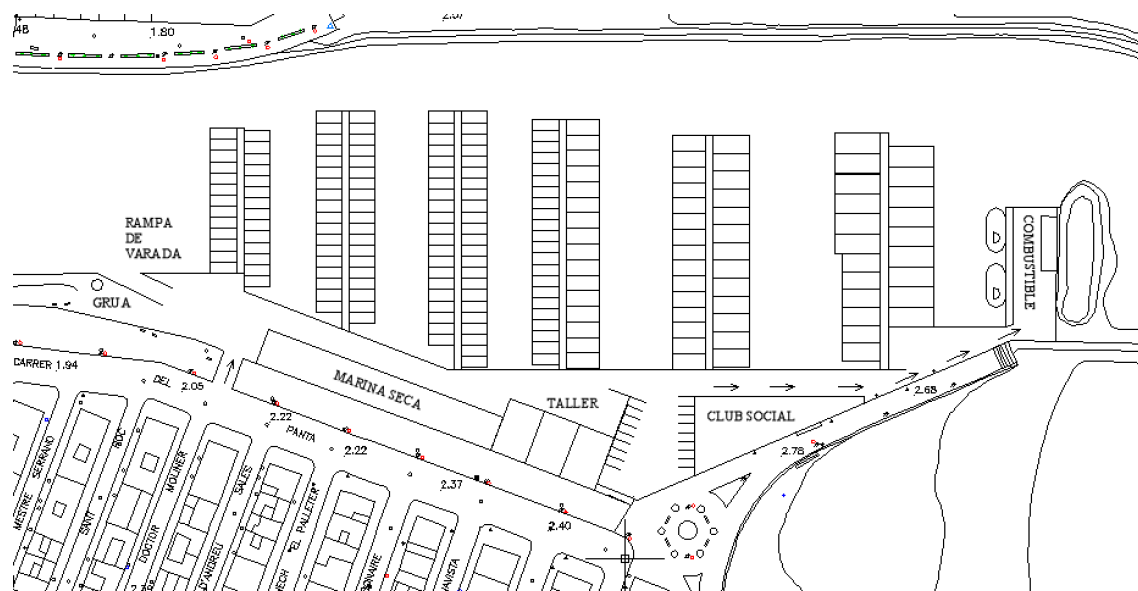 1.80
RAMPA
DE
VARADA
GRUA
COMBUSTIBLE
CARRER 1.94
DEL
2.05
MARINA SECA
TALLER
CLUB SOCIAL
2.68
2.22
PANTA
2.22
2.78
2.37
2.40
MESTRE SERRANO
SANT ROC
DOCTOR MOLINER
D'ANDREU SALES
EL PALLETER